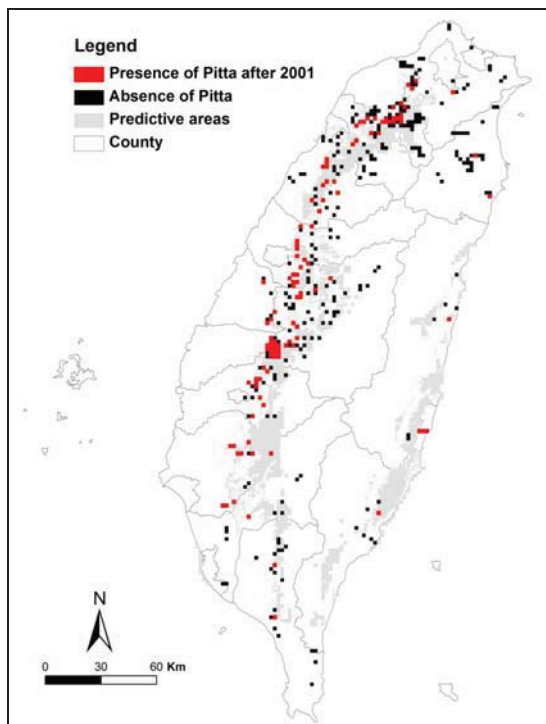 Legend
Presence of Pitta after 2001
Absence of Pitta
Predictive areas
County
N
0 30 60 Km